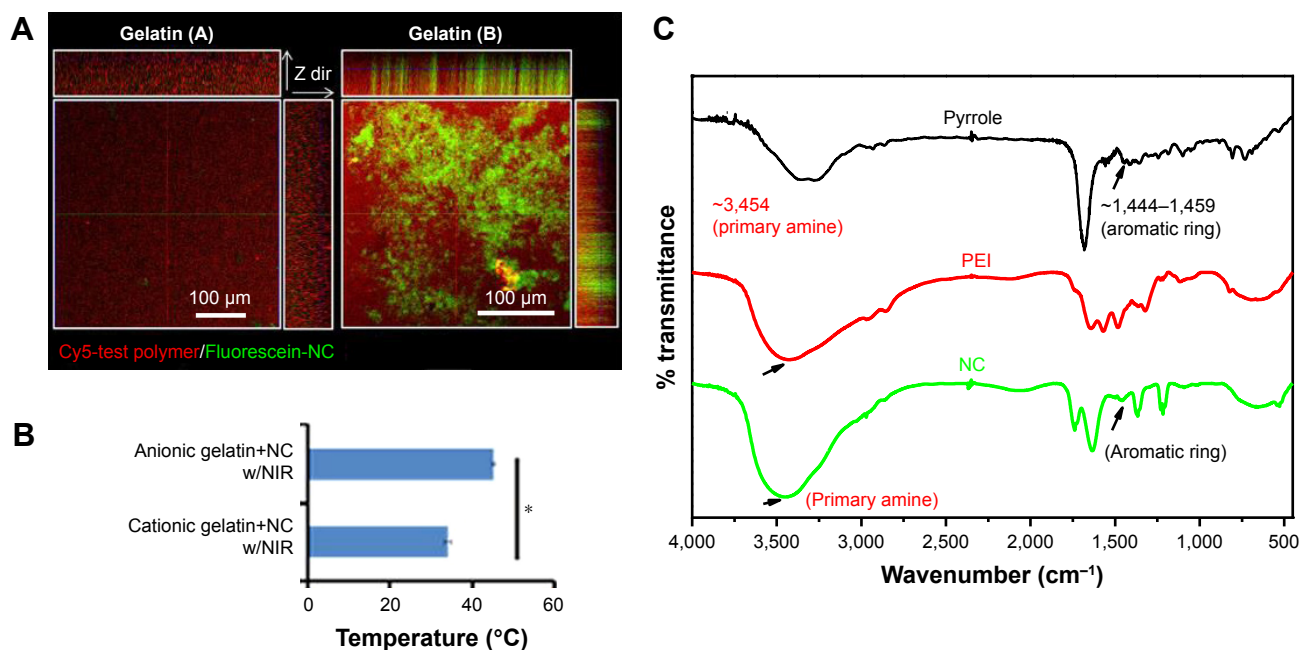 A
Gelatin (A)
Gelatin (B)
Z dir
100 µm
100 µm
Cy5-test polymer/Fluorescein-NC
B
Anionic gelatin+NC
w/NIR
Cationic gelatin+NC
w/NIR
*
0
20
40
60
Temperature (°C)
C
% transmittance
Pyrrole
~3,454
(primary amine)
~1,444–1,459
(aromatic ring)
PEI
NC
(Aromatic ring)
(Primary amine)
4,000
3,500
3,000
2,500
2,000
1,500
1,000
500
Wavenumber (cm⁻¹)